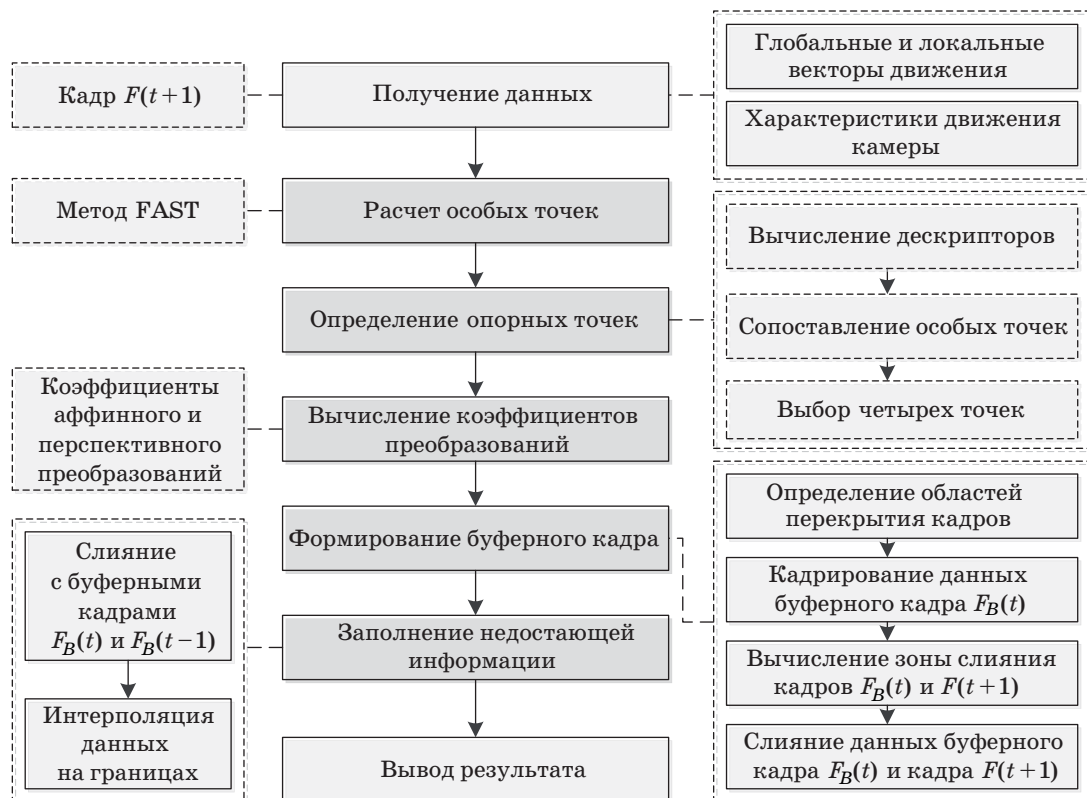 Глобальные и локальные
векторы движения
Кадр F(t+1)
Получение данных
Характеристики движения
камеры
Метод FAST
Расчет особых точек
Вычисление дескрипторов
Определение опорных точек
Сопоставление особых точек
Выбор четырех точек
Коэффициенты
аффинного и
перспективного
преобразований
Вычисление коэффициентов
преобразований
Определение областей
перекрытия кадров
Формирование буферного кадра
Кадрирование данных
буферного кадра F_B(t)
Слияние
с буферными
кадрами
F_B(t) и F_B(t−1)
Заполнение недостающей
информации
Вычисление зоны слияния
кадров F_B(t) и F(t+1)
Интерполяция
данных
на границах
Вывод результата
Слияние данных буферного
кадра F_B(t) и кадра F(t+1)